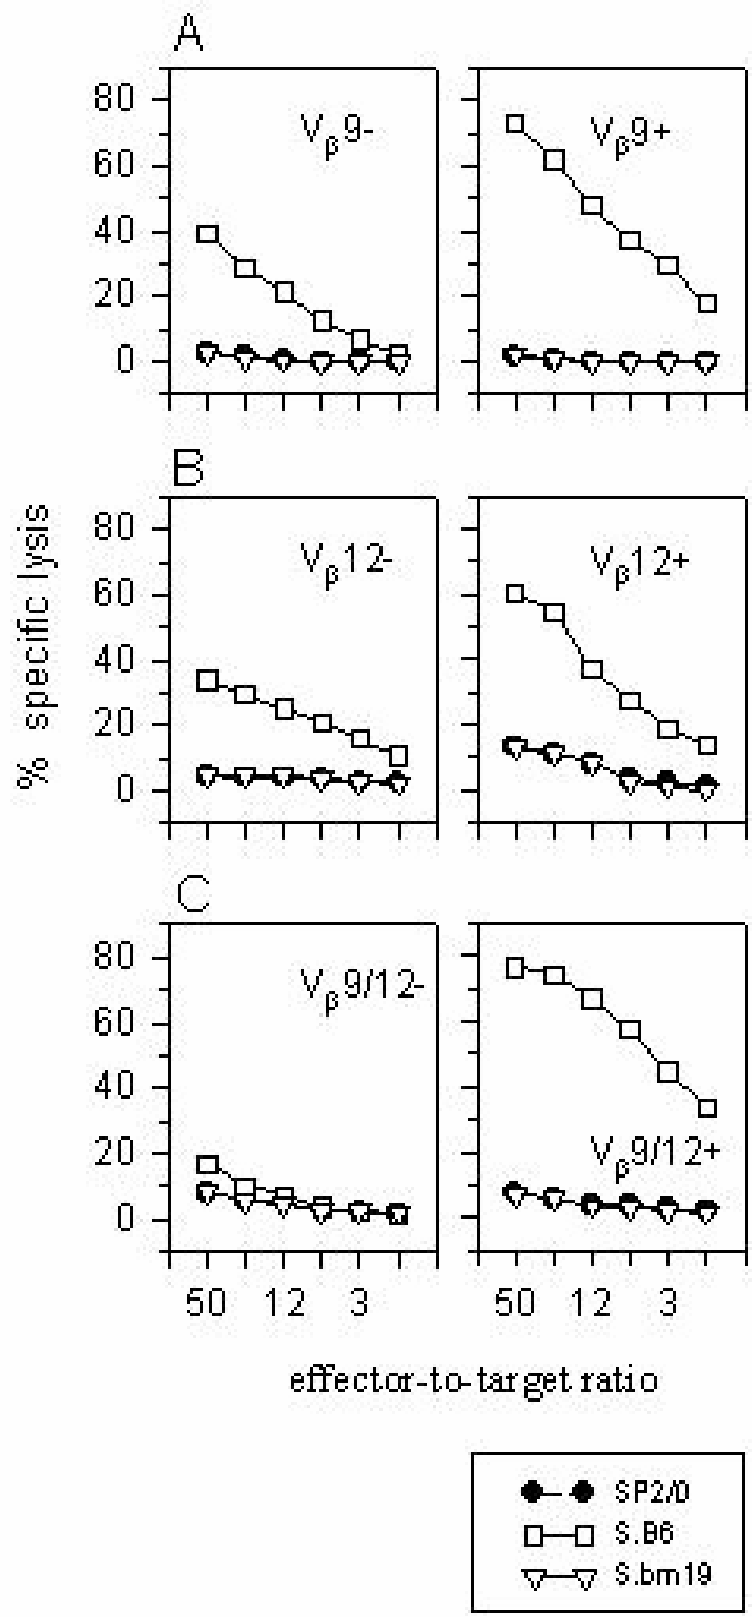 A
Vβ9-
Vβ9+
80
60
40
20
0
B
Vβ12-
Vβ12+
80
60
40
20
0
% specific lysis
C
Vβ9/12-
Vβ9/12+
80
60
40
20
0
50 12 3
50 12 3
effector-to-target ratio
SP2/0
S.B6
S.bm19